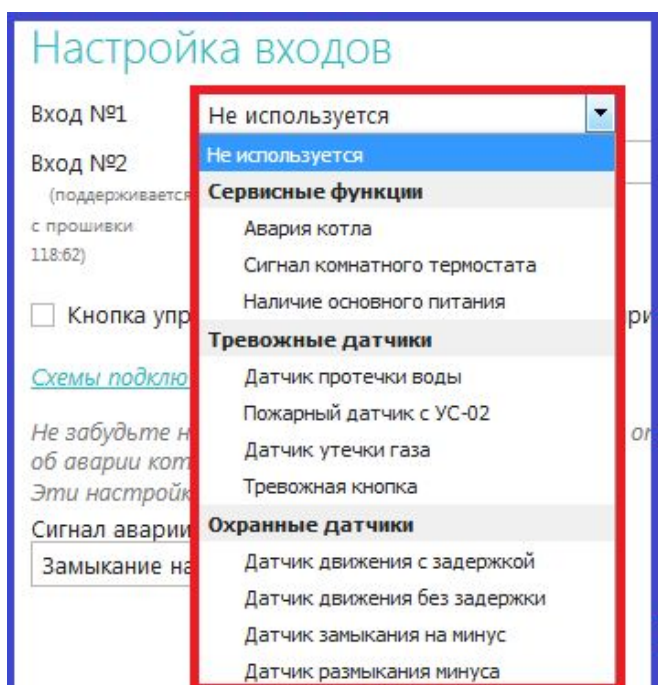 Настройка входов
Вход №1
Не используется
Вход №2
Не используется
(поддерживается
с прошивки
118:62)
Сервисные функции
Авария котла
Сигнал комнатного термостата
Наличие основного питания
Кнопка упр
ри
Тревожные датчики
Датчик протечки воды
Схемы подклю
Пожарный датчик с УС-02
Не забудьте н
Датчик утечки газа
об аварии кот
Тревожная кнопка
Эти настройк
Охранные датчики
Сигнал аварии
Замыкание на
Датчик движения с задержкой
Датчик движения без задержки
Датчик замыкания на минус
Датчик размыкания минуса